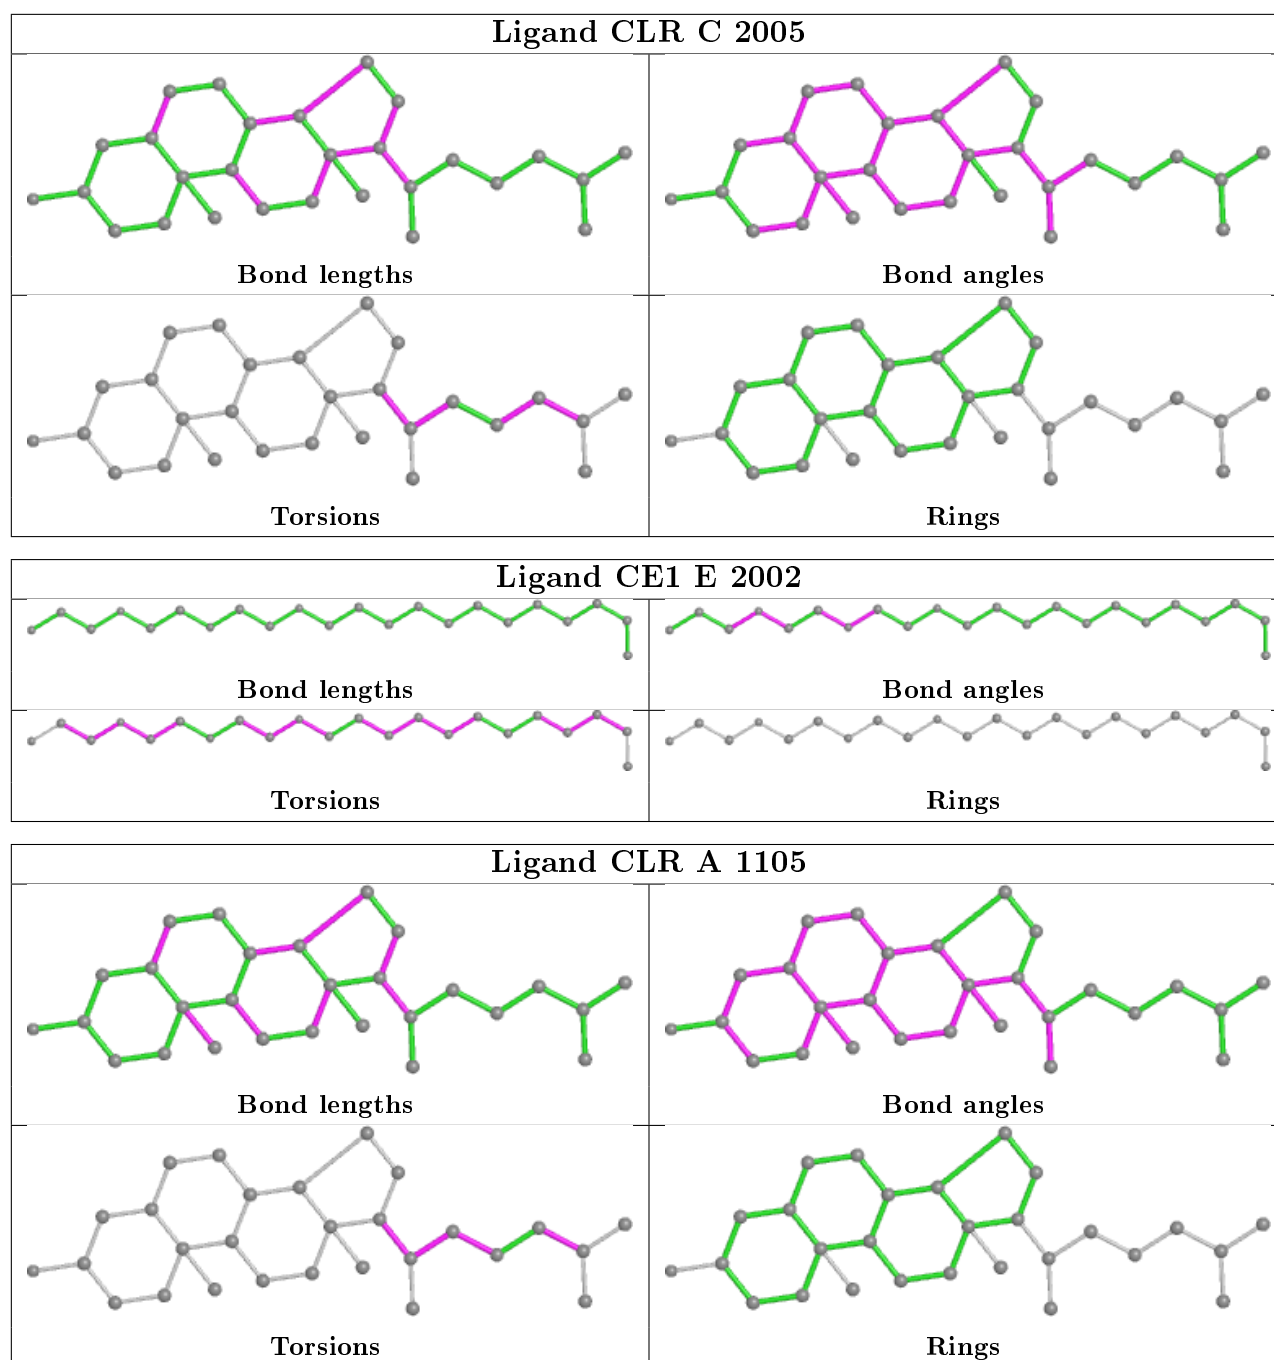 Ligand CLR C 2005
Bond lengths
Bond angles
Torsions
Rings
Ligand CE1 E 2002
Bond lengths
Bond angles
Torsions
Rings
Ligand CLR A 1105
Bond lengths
Bond angles
Torsions
Rings